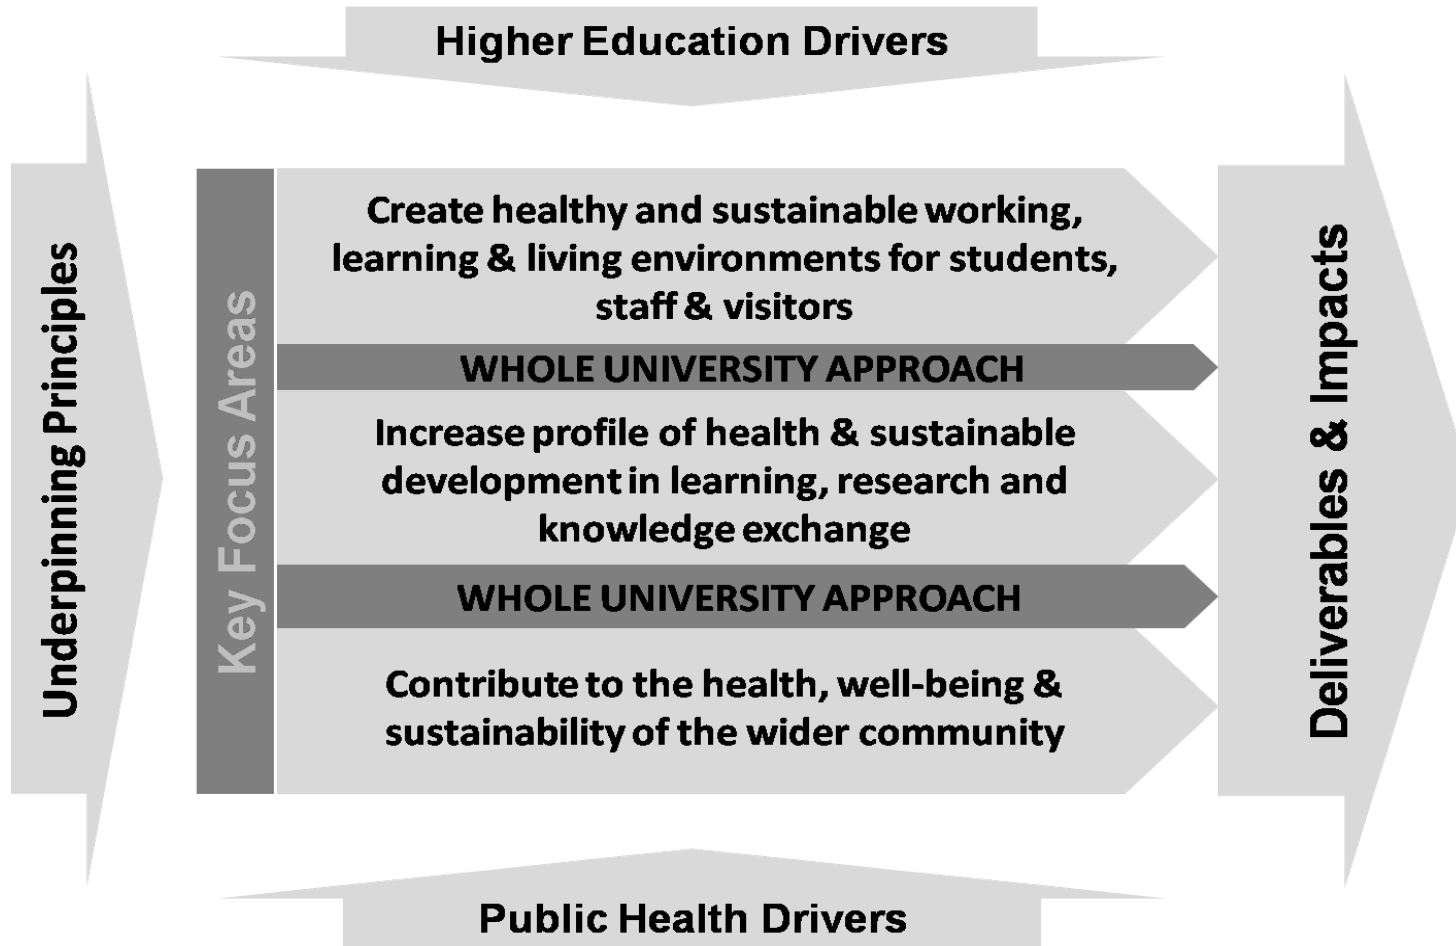 Higher Education Drivers
Underpinning Principles
Key Focus Areas
Create healthy and sustainable working,
learning & living environments for students,
staff & visitors
WHOLE UNIVERSITY APPROACH
Increase profile of health & sustainable
development in learning, research and
knowledge exchange
WHOLE UNIVERSITY APPROACH
Contribute to the health, well-being &
sustainability of the wider community
Deliverables & Impacts
Public Health Drivers